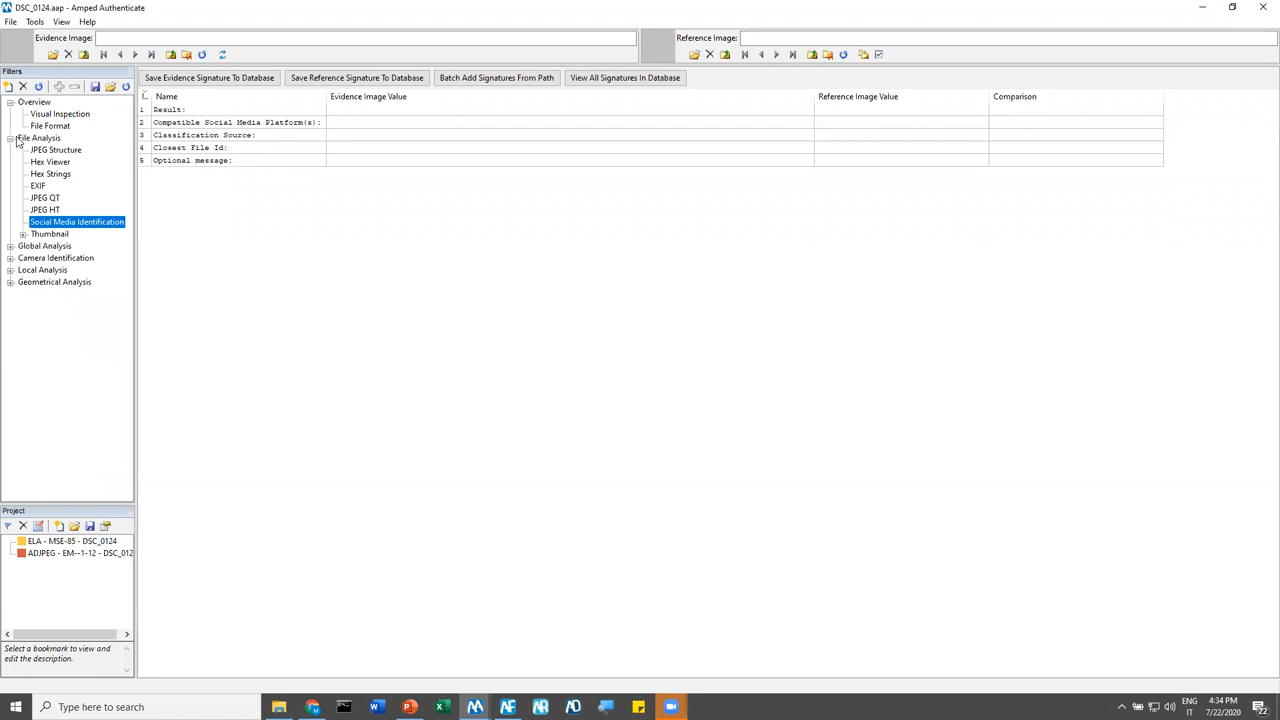 DSC_0124.aap - Amped Authenticate
File Tools View Help
Evidence Image: Reference Image:
Filters
Save Evidence Signature To Database Save Reference Signature To Database Batch Add Signatures From Path View All Signatures In Database
Overview
Visual Inspection
File Format
File Analysis
JPEG Structure
Hex Viewer
Hex Strings
EXIF
JPEG QT
JPEG HT
Social Media Identification
Thumbnail
Global Analysis
Camera Identification
Local Analysis
Geometrical Analysis
Name Evidence Image Value Reference Image Value Comparison
1 Result:
2 Compatible Social Media Platform(s):
3 Classification Source:
4 Closest File Id:
5 Optional message:
Project
ELA - MSE-85 - DSC_0124
ADJPEG - EM--1-12 - DSC_012
Select a bookmark to view and
edit the description.
Type here to search
ENG
IT
4:34 PM
7/22/2020
22